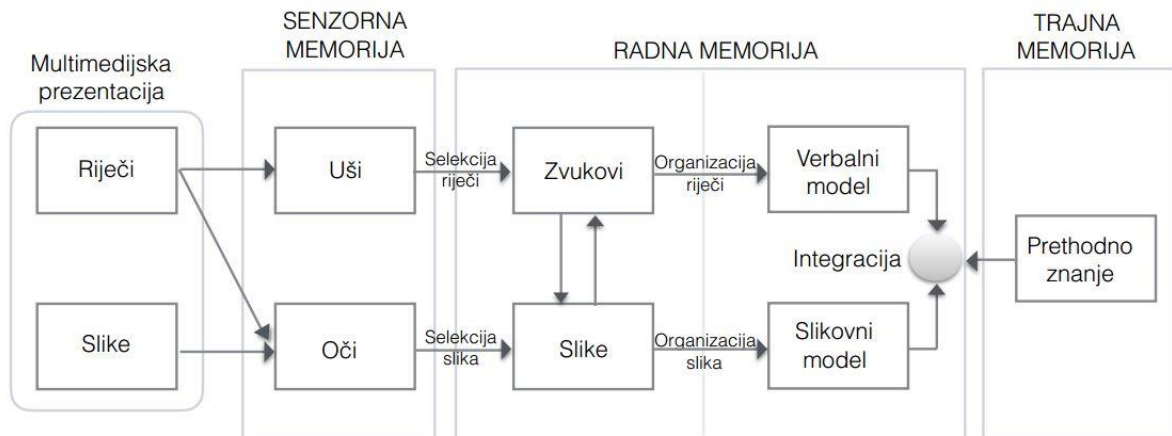 SENZORNA
MEMORIJA
RADNA MEMORIJA
TRAJNA
MEMORIJA
Multimedijska
prezentacija
Riječi
Uši
Selekcija
riječi
Zvukovi
Organizacija
riječi
Verbalni
model
Integracija
Prethodno
znanje
Slike
Oči
Selekcija
slika
Slike
Organizacija
slika
Slikovni
model